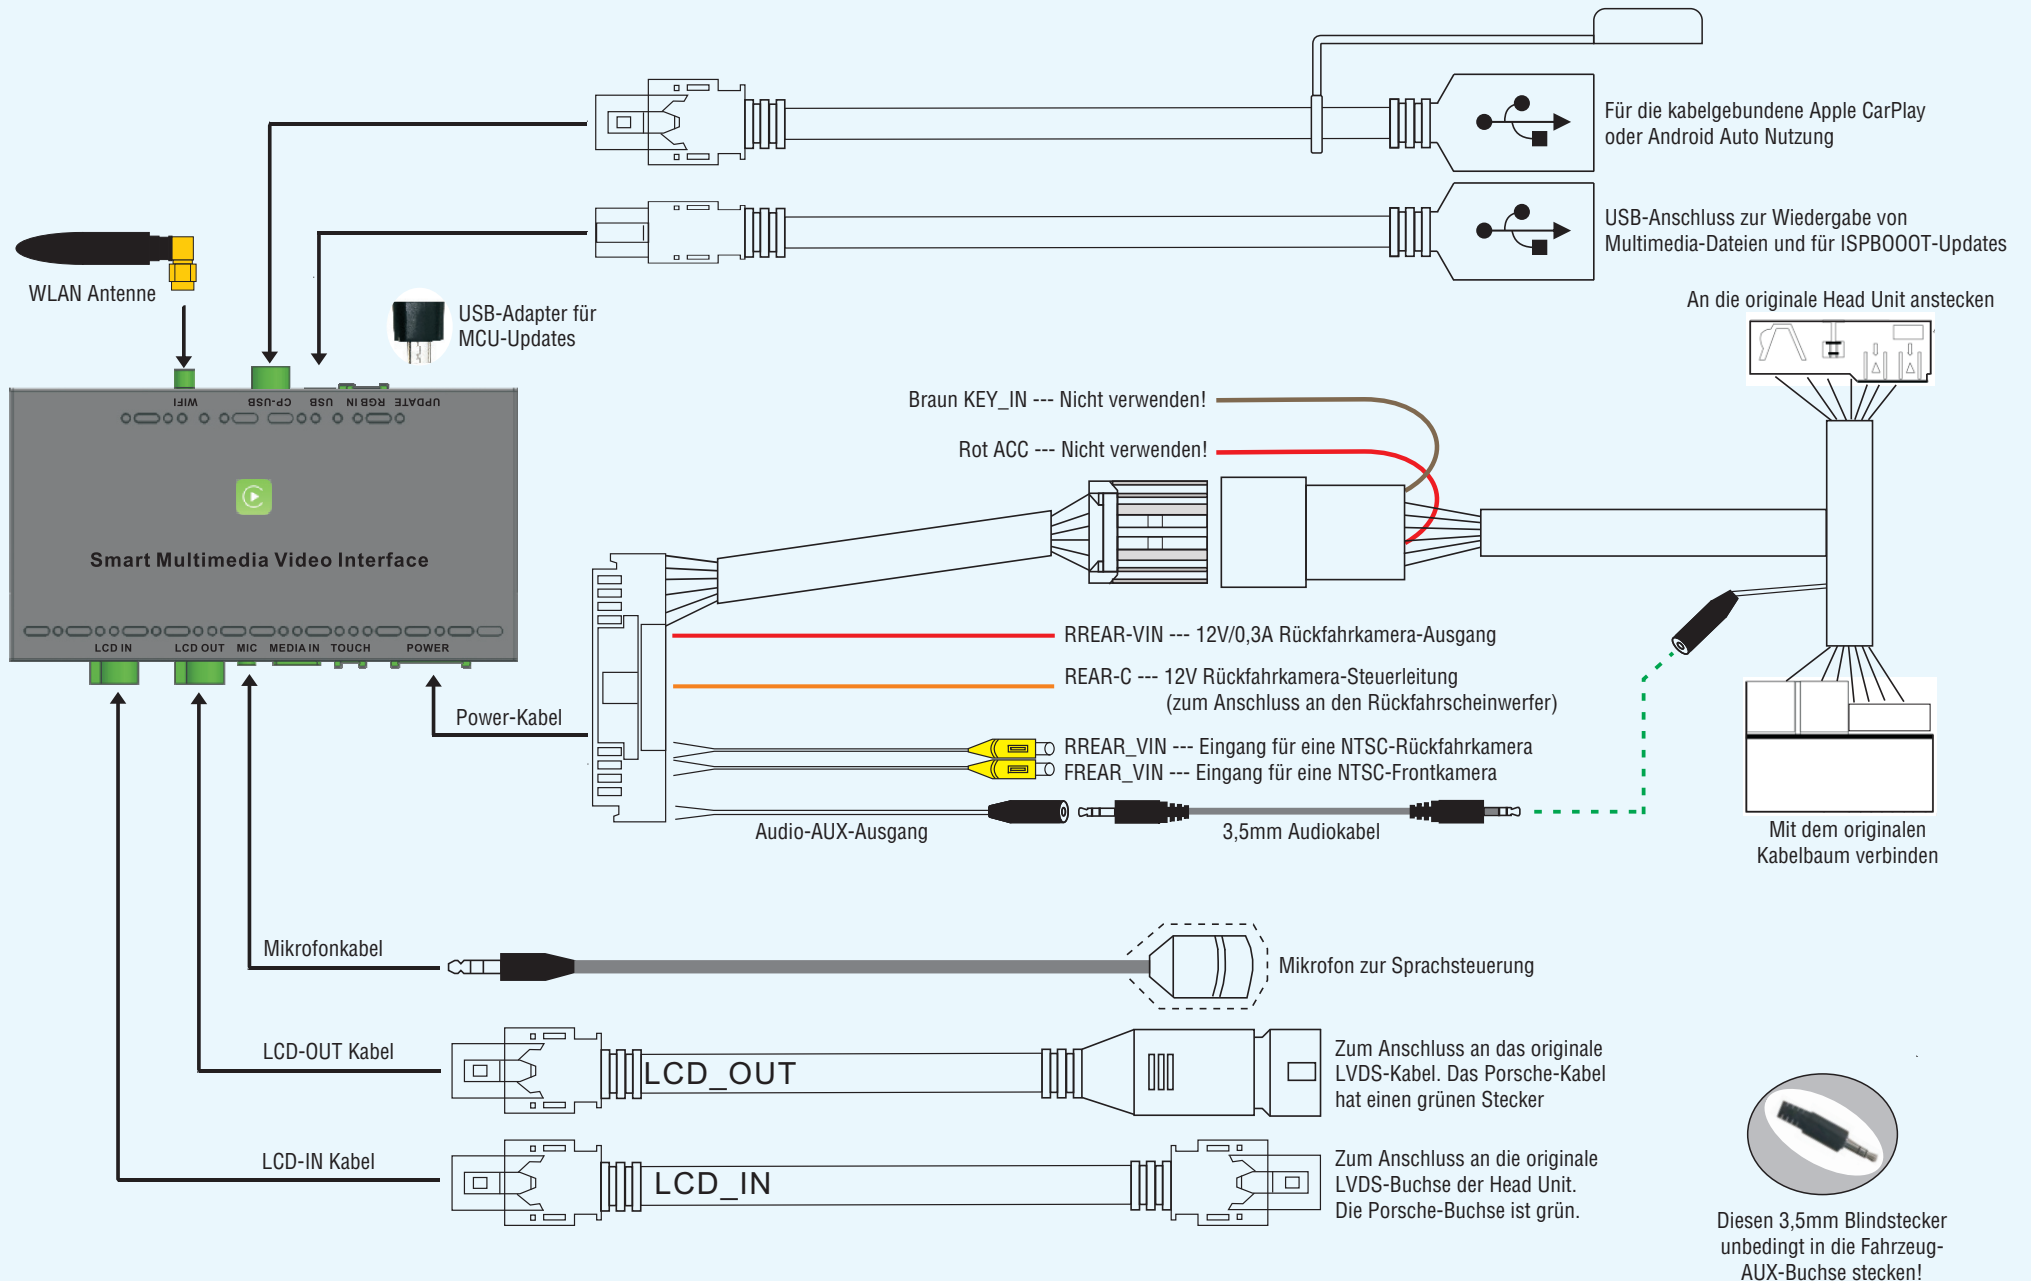 Für die kabelgebundene Apple CarPlay
oder Android Auto Nutzung
USB-Anschluss zur Wiedergabe von
Multimedia-Dateien und für ISPBOOOT-Updates
WLAN Antenne
USB-Adapter für
MCU-Updates
An die originale Head Unit anstecken
WIFI
CP-USB
USB
RGB IN
UPDATE
Braun KEY_IN --- Nicht verwenden!
Rot ACC --- Nicht verwenden!
Smart Multimedia Video Interface
LCD IN
LCD OUT
MIC
MEDIA IN
TOUCH
POWER
RREAR-VIN --- 12V/0,3A Rückfahrkamera-Ausgang
REAR-C --- 12V Rückfahrkamera-Steuerleitung
(zum Anschluss an den Rückfahrscheinwerfer)
Power-Kabel
RREAR_VIN --- Eingang für eine NTSC-Rückfahrkamera
FREAR_VIN --- Eingang für eine NTSC-Frontkamera
Audio-AUX-Ausgang
3,5mm Audiokabel
Mit dem originalen
Kabelbaum verbinden
Mikrofonkabel
Mikrofon zur Sprachsteuerung
LCD-OUT Kabel
LCD_OUT
Zum Anschluss an das originale
LVDS-Kabel. Das Porsche-Kabel
hat einen grünen Stecker
LCD-IN Kabel
LCD_IN
Zum Anschluss an die originale
LVDS-Buchse der Head Unit.
Die Porsche-Buchse ist grün.
Diesen 3,5mm Blindstecker
unbedingt in die Fahrzeug-
AUX-Buchse stecken!